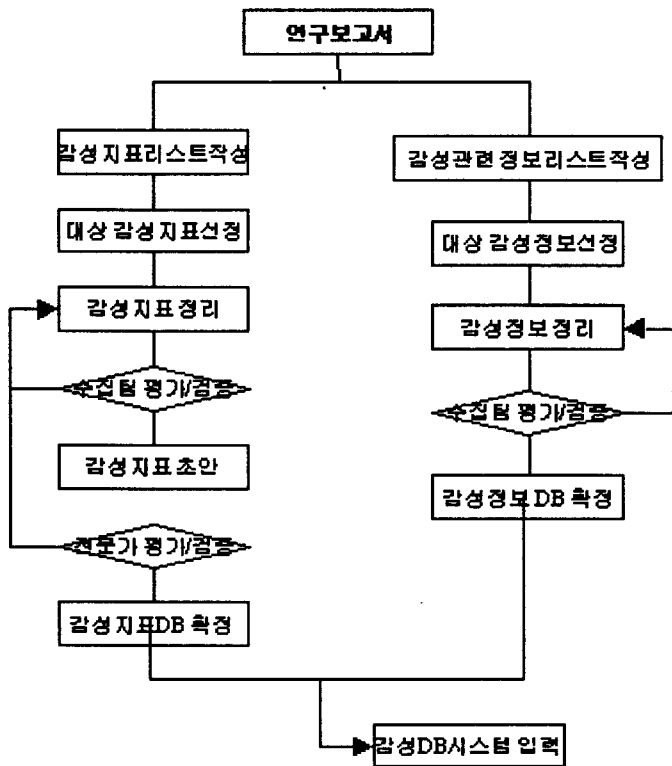 연구보고서
감성지표리스트작성
대상 감성지표선정
감성지표 정리
수집팀 평가/검증
감성지표초안
전문가 평가/검증
감성지표DB 확정
감성관련 정보리스트작성
대상 감성정보선정
감성정보 정리
수집팀 평가/검증
감성정보 DB 확정
감성DB시스템 입력